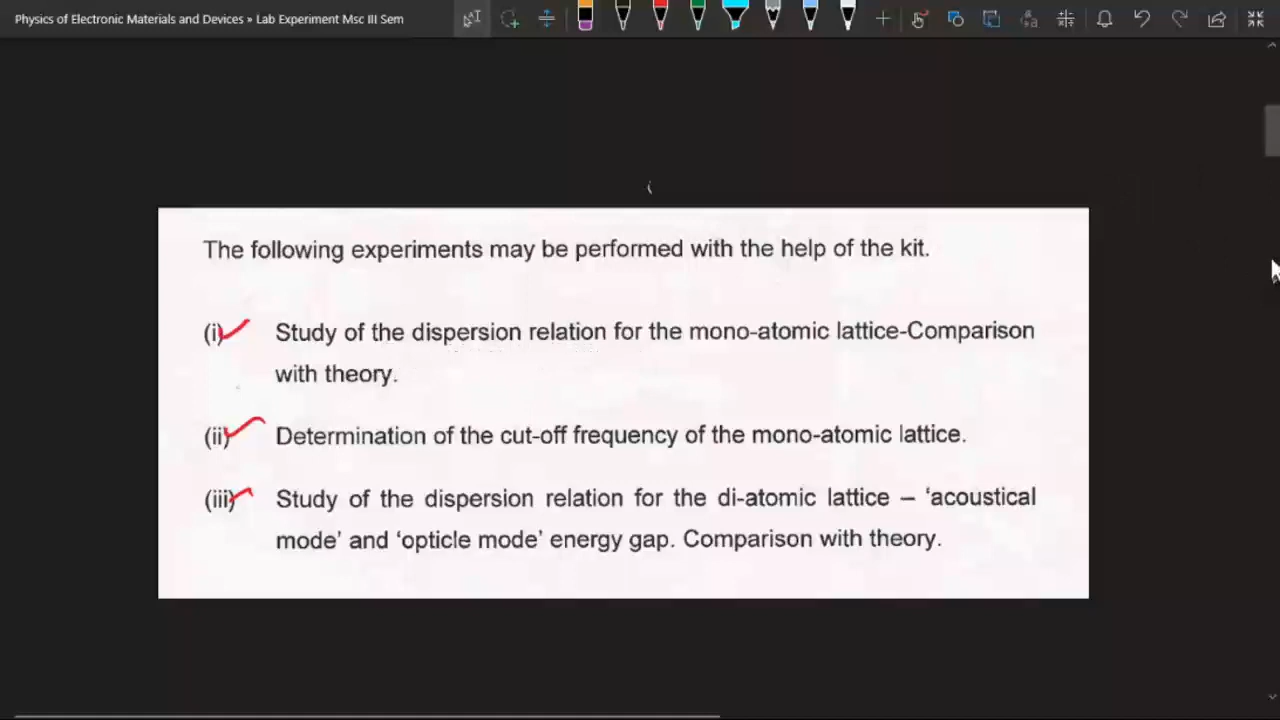 Physics of Electronic Materials and Devices » Lab Experiment Msc III Sem
The following experiments may be performed with the help of the kit.
(i) Study of the dispersion relation for the mono-atomic lattice-Comparison
with theory.
(ii) Determination of the cut-off frequency of the mono-atomic lattice.
(iii) Study of the dispersion relation for the di-atomic lattice – ‘acoustical
mode’ and ‘opticle mode’ energy gap. Comparison with theory.